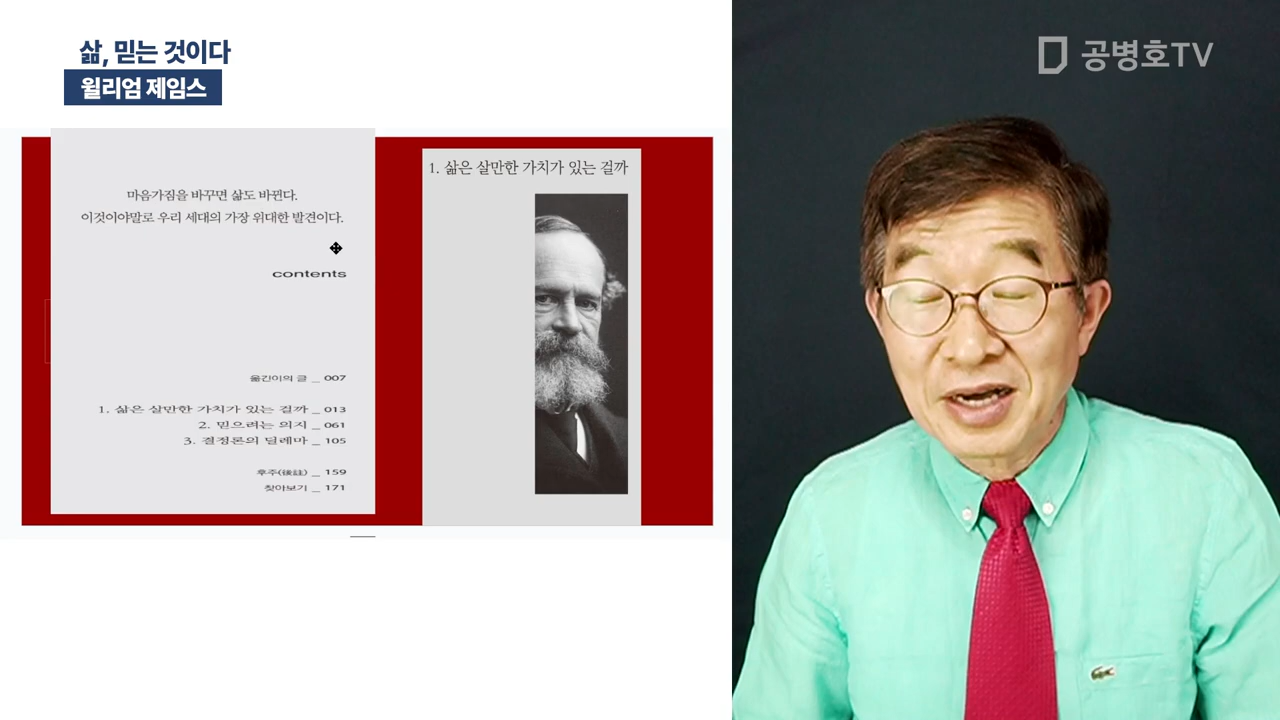 삶, 믿는 것이다
윌리엄 제임스
공병호TV
마음가짐을 바꾸면 삶도 바뀐다.
이것이야말로 우리 세대의 가장 위대한 발견이다.
contents
옮긴이의 글 _ 007
1. 삶은 살만한 가치가 있는 걸까 _ 013
2. 믿으려는 의지 _ 061
3. 결정론의 딜레마 _ 105
후주(後註) _ 159
찾아보기 _ 171
1. 삶은 살만한 가치가 있는 걸까